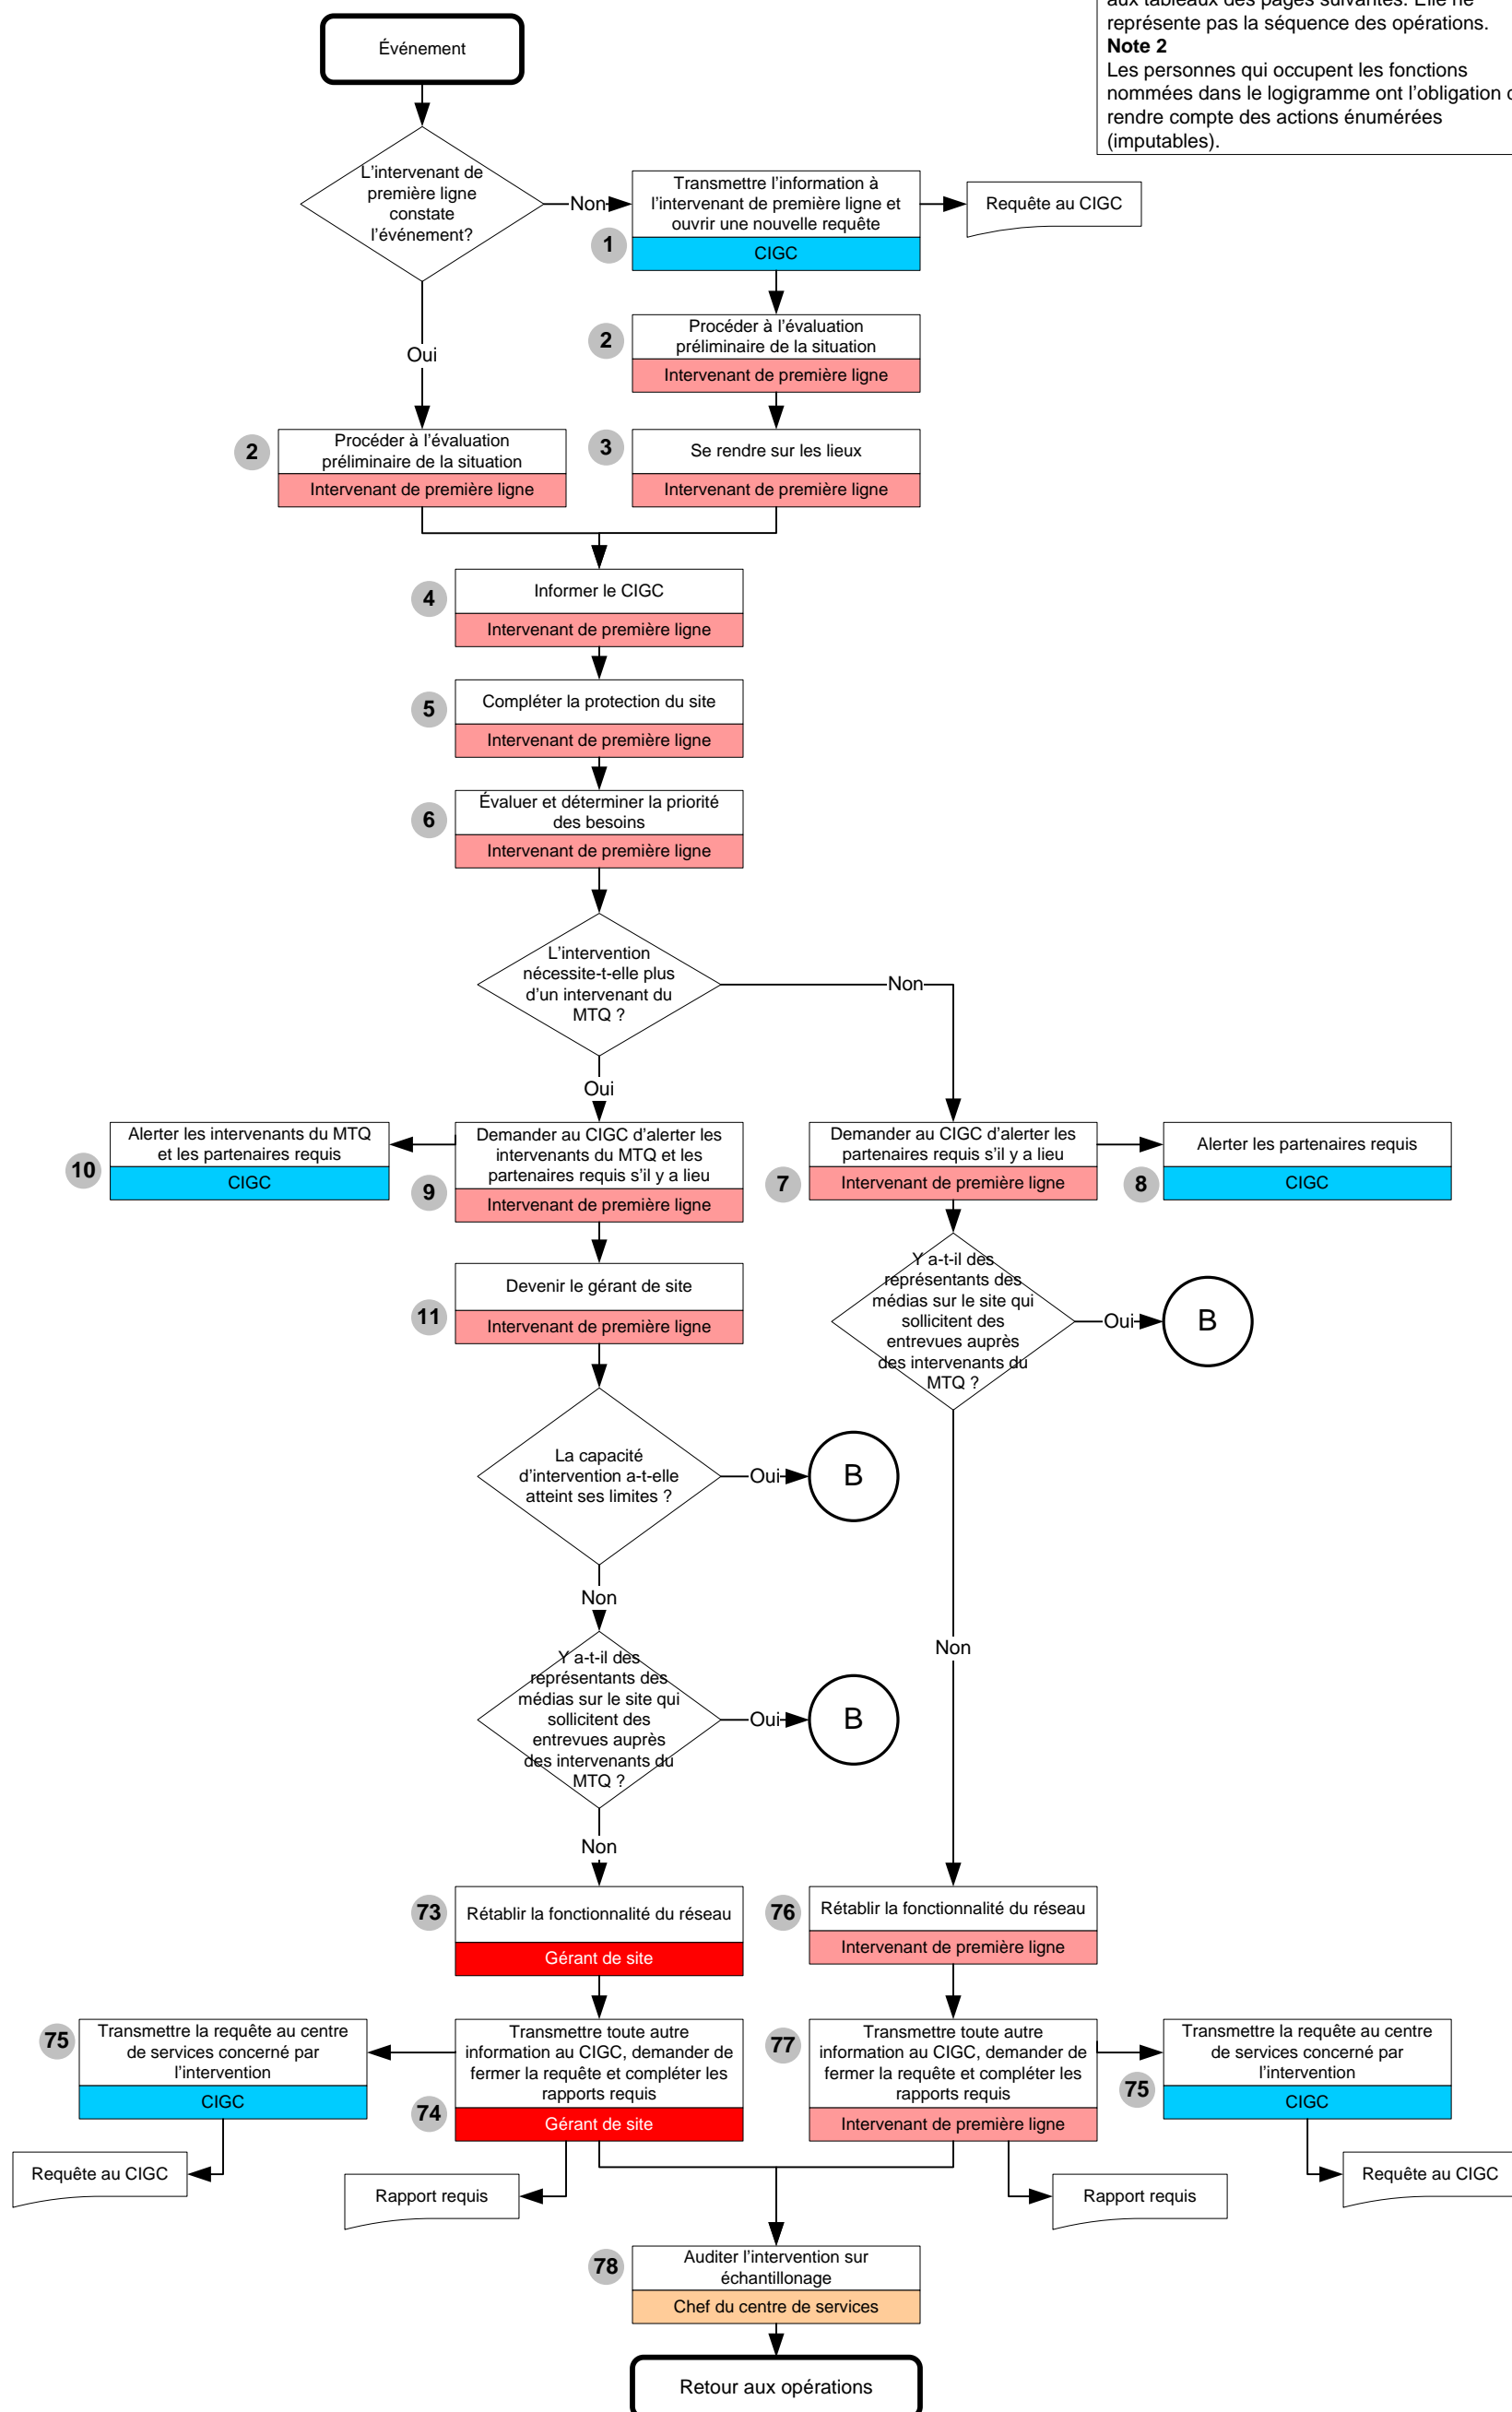 aux tableaux des pages suivantes. Elle ne
représente pas la séquence des opérations.
Note 2
Les personnes qui occupent les fonctions
nommées dans le logigramme ont l’obligation
rendre compte des actions énumérées
(imputables).
Événement
L’intervenant de
première ligne
constate
l’événement?
Non
Transmettre l’information à
l’intervenant de première ligne et
ouvrir une nouvelle requête
1
CIGC
Requête au CIGC
Oui
2
Procéder à l’évaluation
préliminaire de la situation
Intervenant de première ligne
2
Procéder à l’évaluation
préliminaire de la situation
Intervenant de première ligne
3
Se rendre sur les lieux
Intervenant de première ligne
4
Informer le CIGC
Intervenant de première ligne
5
Compléter la protection du site
Intervenant de première ligne
6
Évaluer et déterminer la priorité
des besoins
Intervenant de première ligne
L’intervention
nécessite-t-elle plus
d’un intervenant du
MTQ ?
Non
Oui
Alerter les intervenants du MTQ
et les partenaires requis
10
CIGC
Demander au CIGC d’alerter les
intervenants du MTQ et les
partenaires requis s’il y a lieu
9
Intervenant de première ligne
Demander au CIGC d’alerter les
partenaires requis s’il y a lieu
7
Intervenant de première ligne
Alerter les partenaires requis
8
CIGC
Devenir le gérant de site
11
Intervenant de première ligne
Y a-t-il des
représentants des
médias sur le site qui
sollicitent des
entrevues auprès
des intervenants du
MTQ ?
Oui
B
La capacité
d’intervention a-t-elle
atteint ses limites ?
Oui
B
Non
Non
Y a-t-il des
représentants des
médias sur le site qui
sollicitent des
entrevues auprès
des intervenants du
MTQ ?
Oui
B
Non
73
Rétablir la fonctionnalité du réseau
Gérant de site
76
Rétablir la fonctionnalité du réseau
Intervenant de première ligne
75
Transmettre la requête au centre
de services concerné par
l’intervention
CIGC
Transmettre toute autre
information au CIGC, demander de
fermer la requête et compléter les
rapports requis
74
Gérant de site
77
Transmettre toute autre
information au CIGC, demander de
fermer la requête et compléter les
rapports requis
Intervenant de première ligne
Transmettre la requête au centre
de services concerné par
l’intervention
75
CIGC
Requête au CIGC
Rapport requis
Rapport requis
Requête au CIGC
78
Auditer l’intervention sur
échantillonage
Chef du centre de services
Retour aux opérations